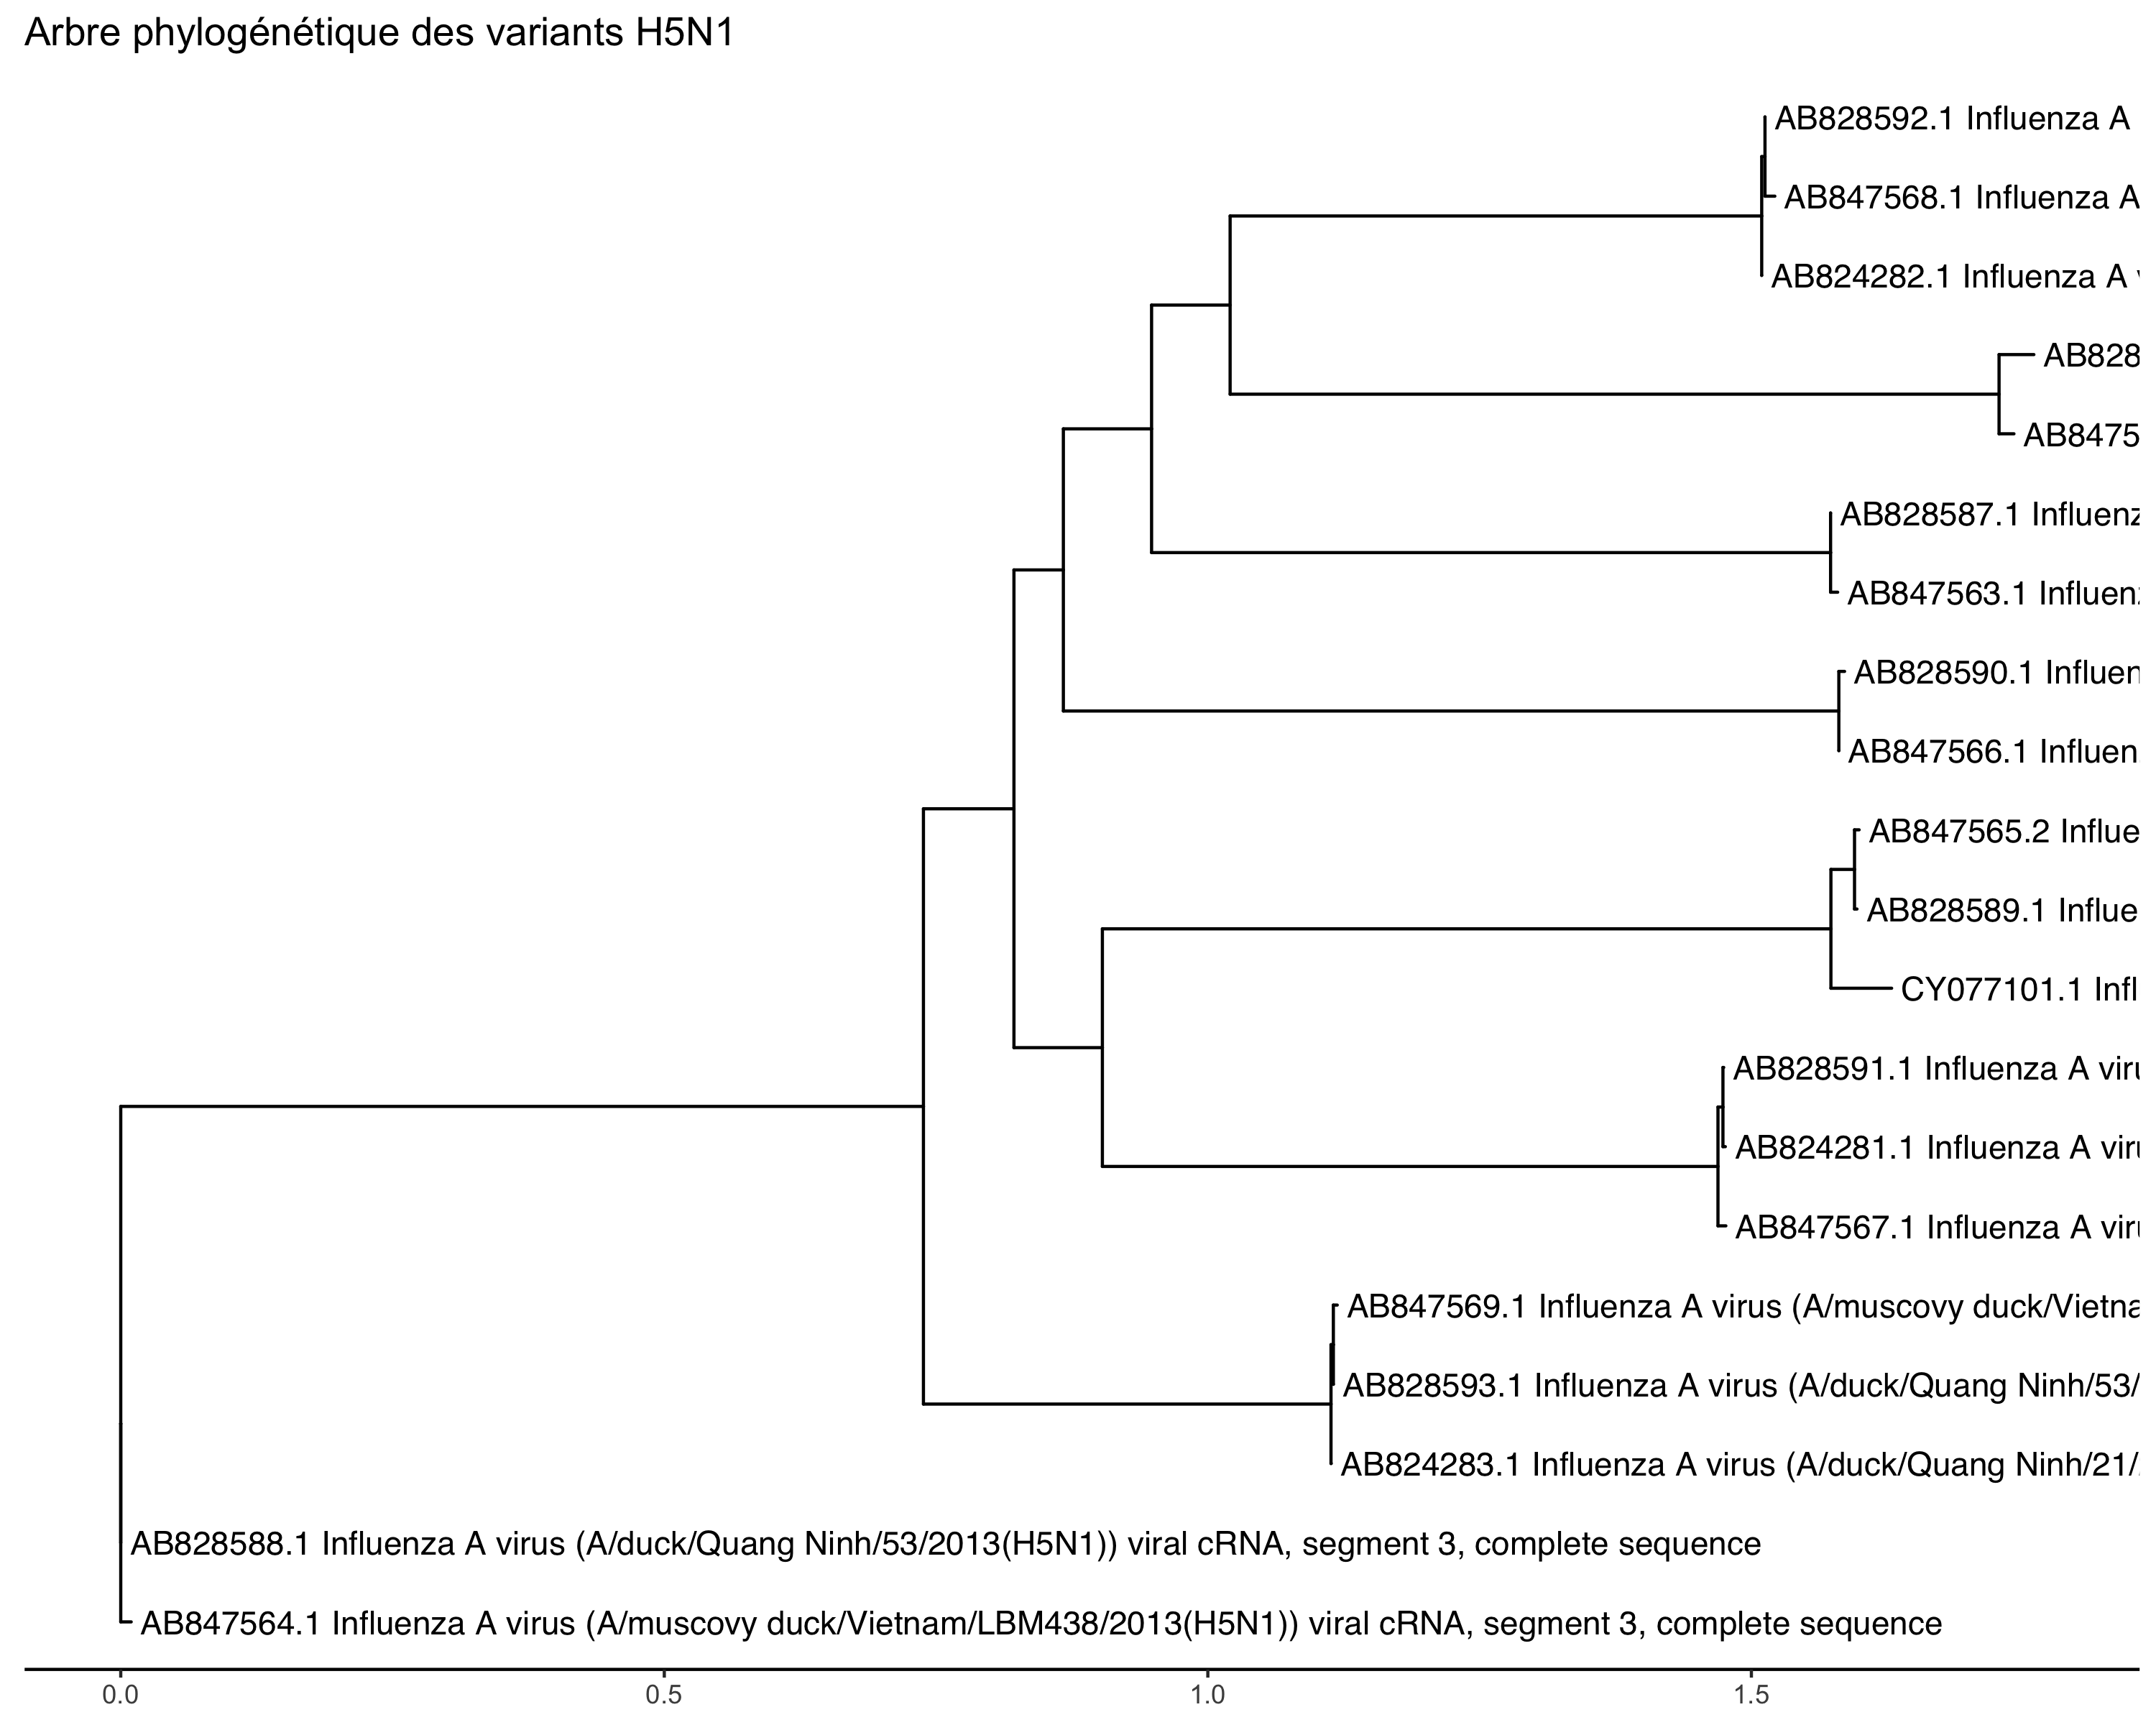 Arbre phylogénétique des variants H5N1
AB828592.1 Influenza A
AB847568.1 Influenza A
AB824282.1 Influenza A
AB828
AB8475
AB828587.1 Influenz
AB847563.1 Influen
AB828590.1 Influen
AB847566.1 Influen
AB847565.2 Influe
AB828589.1 Influe
CY077101.1 Infl
AB828591.1 Influenza A viru
AB824281.1 Influenza A viru
AB847567.1 Influenza A viru
AB847569.1 Influenza A virus (A/muscovy duck/Vietna
AB828593.1 Influenza A virus (A/duck/Quang Ninh/53/
AB824283.1 Influenza A virus (A/duck/Quang Ninh/21/
AB828588.1 Influenza A virus (A/duck/Quang Ninh/53/2013(H5N1)) viral cRNA, segment 3, complete sequence
AB847564.1 Influenza A virus (A/muscovy duck/Vietnam/LBM438/2013(H5N1)) viral cRNA, segment 3, complete sequence
0.0 0.5 1.0 1.5